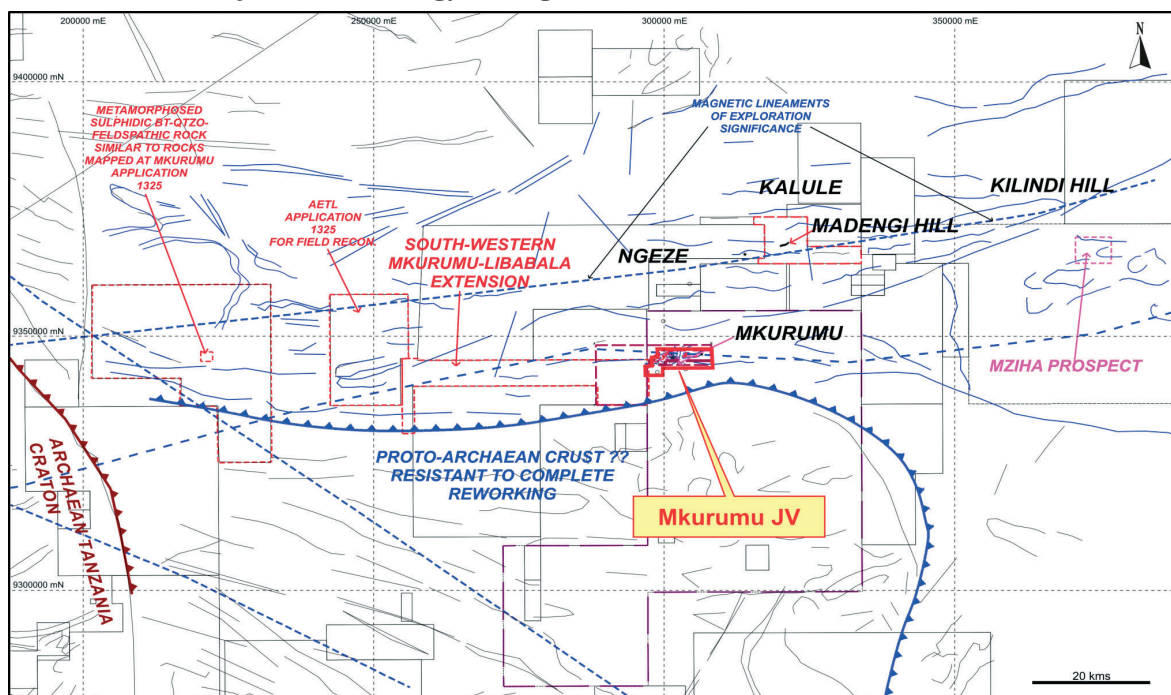 200000 mE
250000 mE
300000 mE
350000 mE
N
9400000 mN
METAMORPHOSED
SULPHIDIC BT-QTZO-
FELDSPATHIC ROCK
SIMILAR TO ROCKS
MAPPED AT MKURUMU
APPLICATION
1325
MAGNETIC LINEAMENTS
OF EXPLORATION
SIGNIFICANCE
AETL
APPLICATION
1325
FOR FIELD RECON.
KALULE
KILINDI HILL
MADENGI HILL
SOUTH-WESTERN
MKURUMU-LIBABALA
EXTENSION
NGEZE
9350000 mN
MKURUMU
MZIHA PROSPECT
ARCHAEAN TANZANIA
CRATON
PROTO-ARCHAEAN CRUST ??
RESISTANT TO COMPLETE
REWORKING
Mkurumu JV
9300000 mN
20 kms